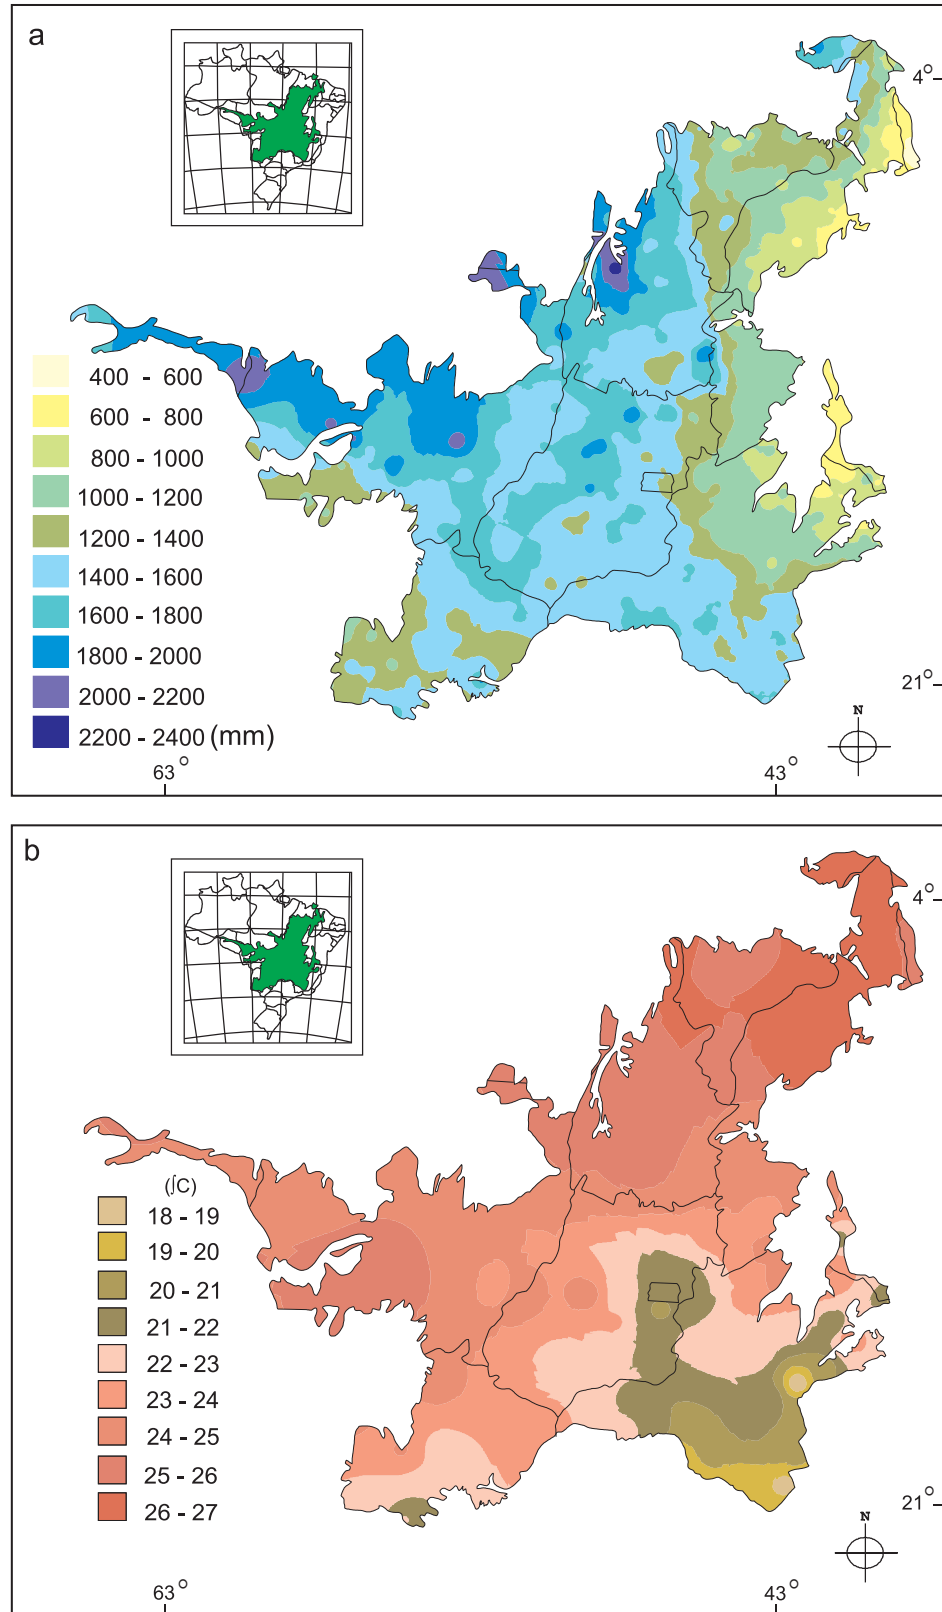 a
4°
400 - 600
600 - 800
800 - 1000
1000 - 1200
1200 - 1400
1400 - 1600
1600 - 1800
1800 - 2000
2000 - 2200
2200 - 2400 (mm)
21°
N
63°
43°
b
4°
(∫C)
18 - 19
19 - 20
20 - 21
21 - 22
22 - 23
23 - 24
24 - 25
25 - 26
26 - 27
21°
N
63°
43°